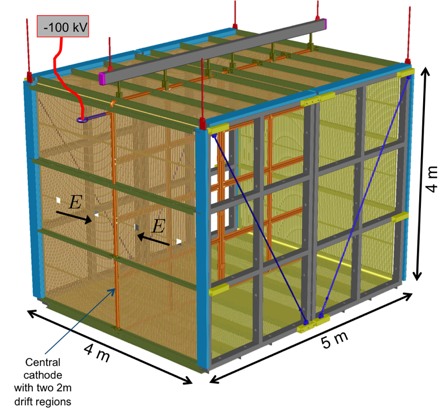 -100 kV
E
E
4 m
4 m
5 m
Central
cathode
with two 2m
drift regions